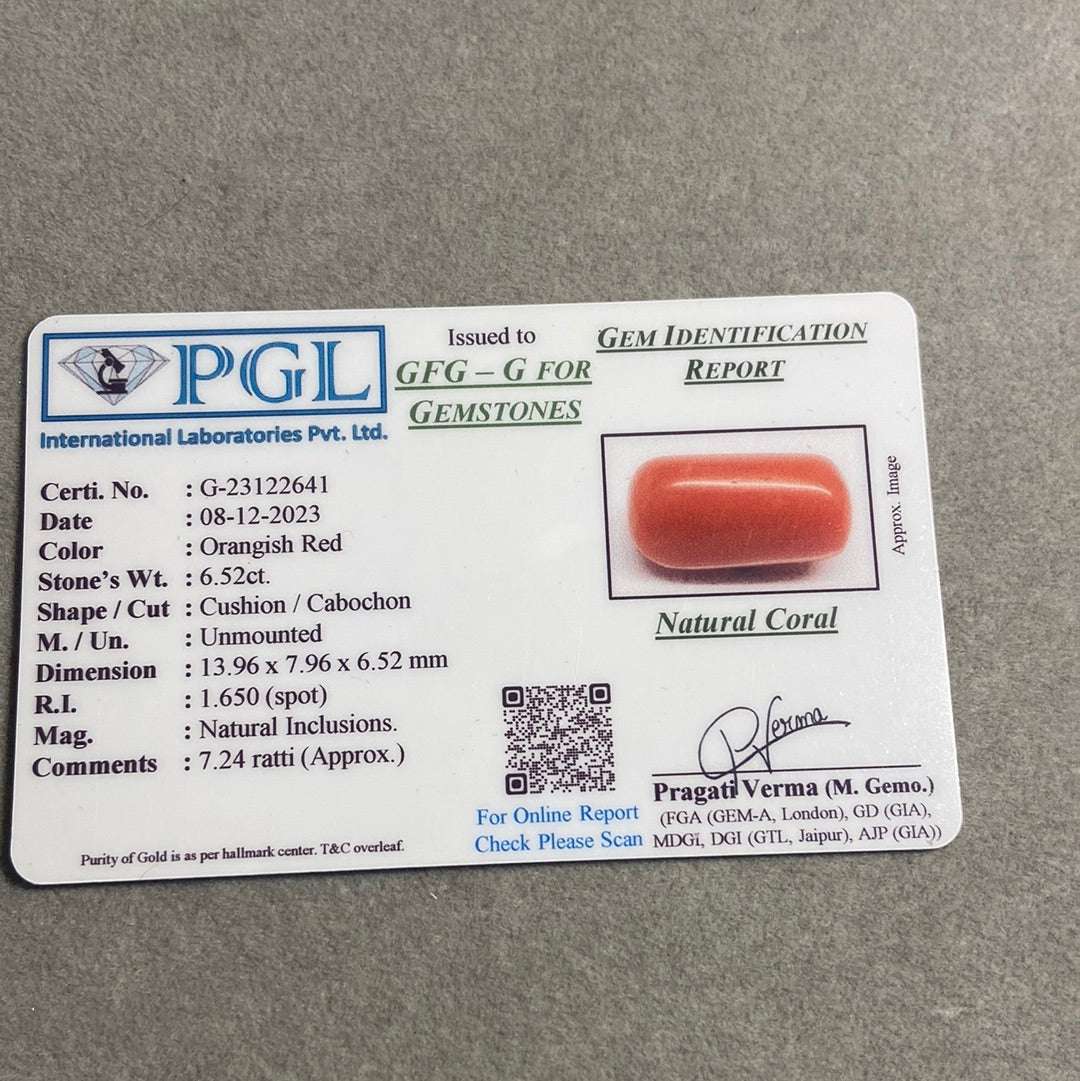 PGL
International Laboratories Pvt. Ltd.
Issued to
GFG – G FOR
GEMSTONES
GEM IDENTIFICATION
REPORT
Certi. No. : G-23122641
Date : 08-12-2023
Color : Orangish Red
Stone's Wt. : 6.52ct.
Shape / Cut : Cushion / Cabochon
M. / Un. : Unmounted
Dimension : 13.96 x 7.96 x 6.52 mm
R.I. : 1.650 (spot)
Mag. : Natural Inclusions.
Comments : 7.24 ratti (Approx.)
Purity of Gold is as per hallmark center. T&C overleaf.
For Online Report
Check Please Scan
Approx. Image
Natural Coral
PVerma
Pragati Verma (M. Gemo.)
(FGA (GEM-A, London), GD (GIA),
MDGi, DGI (GTL, Jaipur), AJP (GIA))